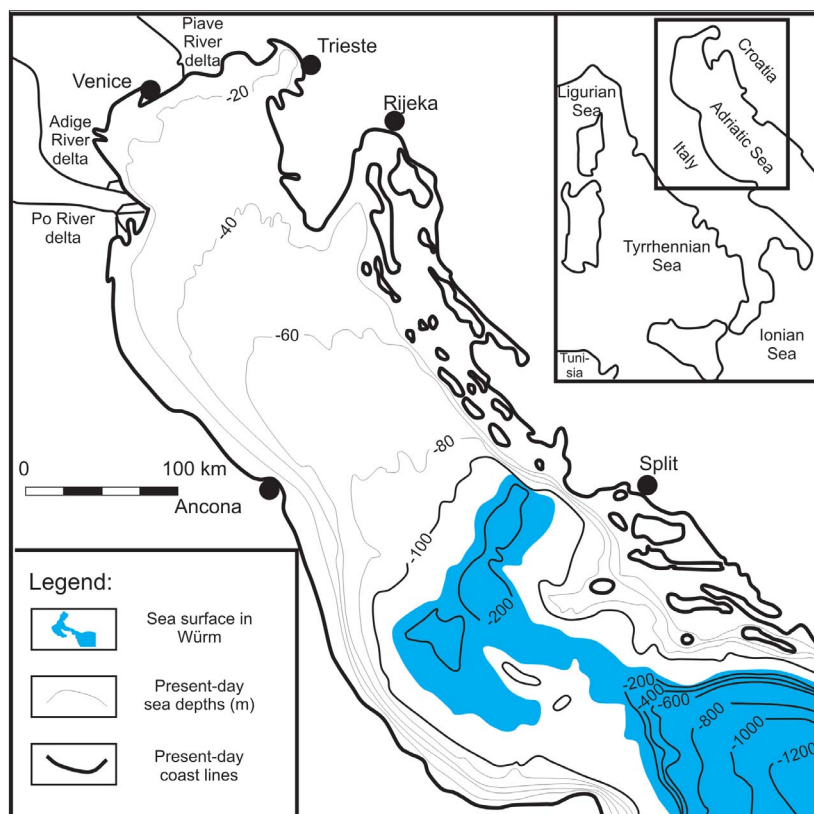 Piave
River
delta
Trieste
Venice
-20
Rijeka
Adige
River
delta
Po River
delta
-40
-60
-80
Split
0
100 km
Ancona
-100
-200
-200
-400
-600
-800
-1000
-1200
Croatia
Ligurian
Sea
Adriatic Sea
Italy
Tyrrhennian
Sea
Ionian
Sea
Tuni-
sia
Legend:
Sea surface in
Würm
Present-day
sea depths (m)
Present-day
coast lines